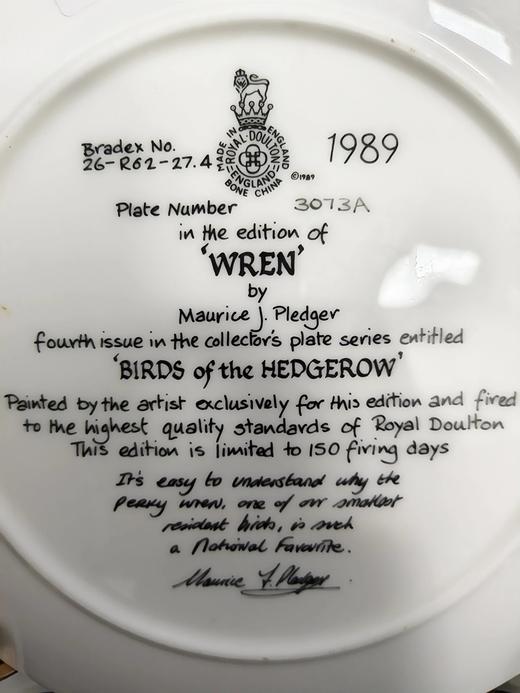 MADE IN ENGLAND
ROYAL·DOULTON
ENGLAND
BONE CHINA
©1989
Bradex No.
26-R62-27.4
1989
Plate Number 3073A
in the edition of
'WREN'
by
Maurice J. Pledger
fourth issue in the collector's plate series entitled
'BIRDS of the HEDGEROW'
Painted by the artist exclusively for this edition and fired
to the highest quality standards of Royal Doulton
This edition is limited to 150 firing days
It's easy to understand why the
perky wren, one of our smallest
resident birds, is such
a National Favourite.
Maurice J. Pledger